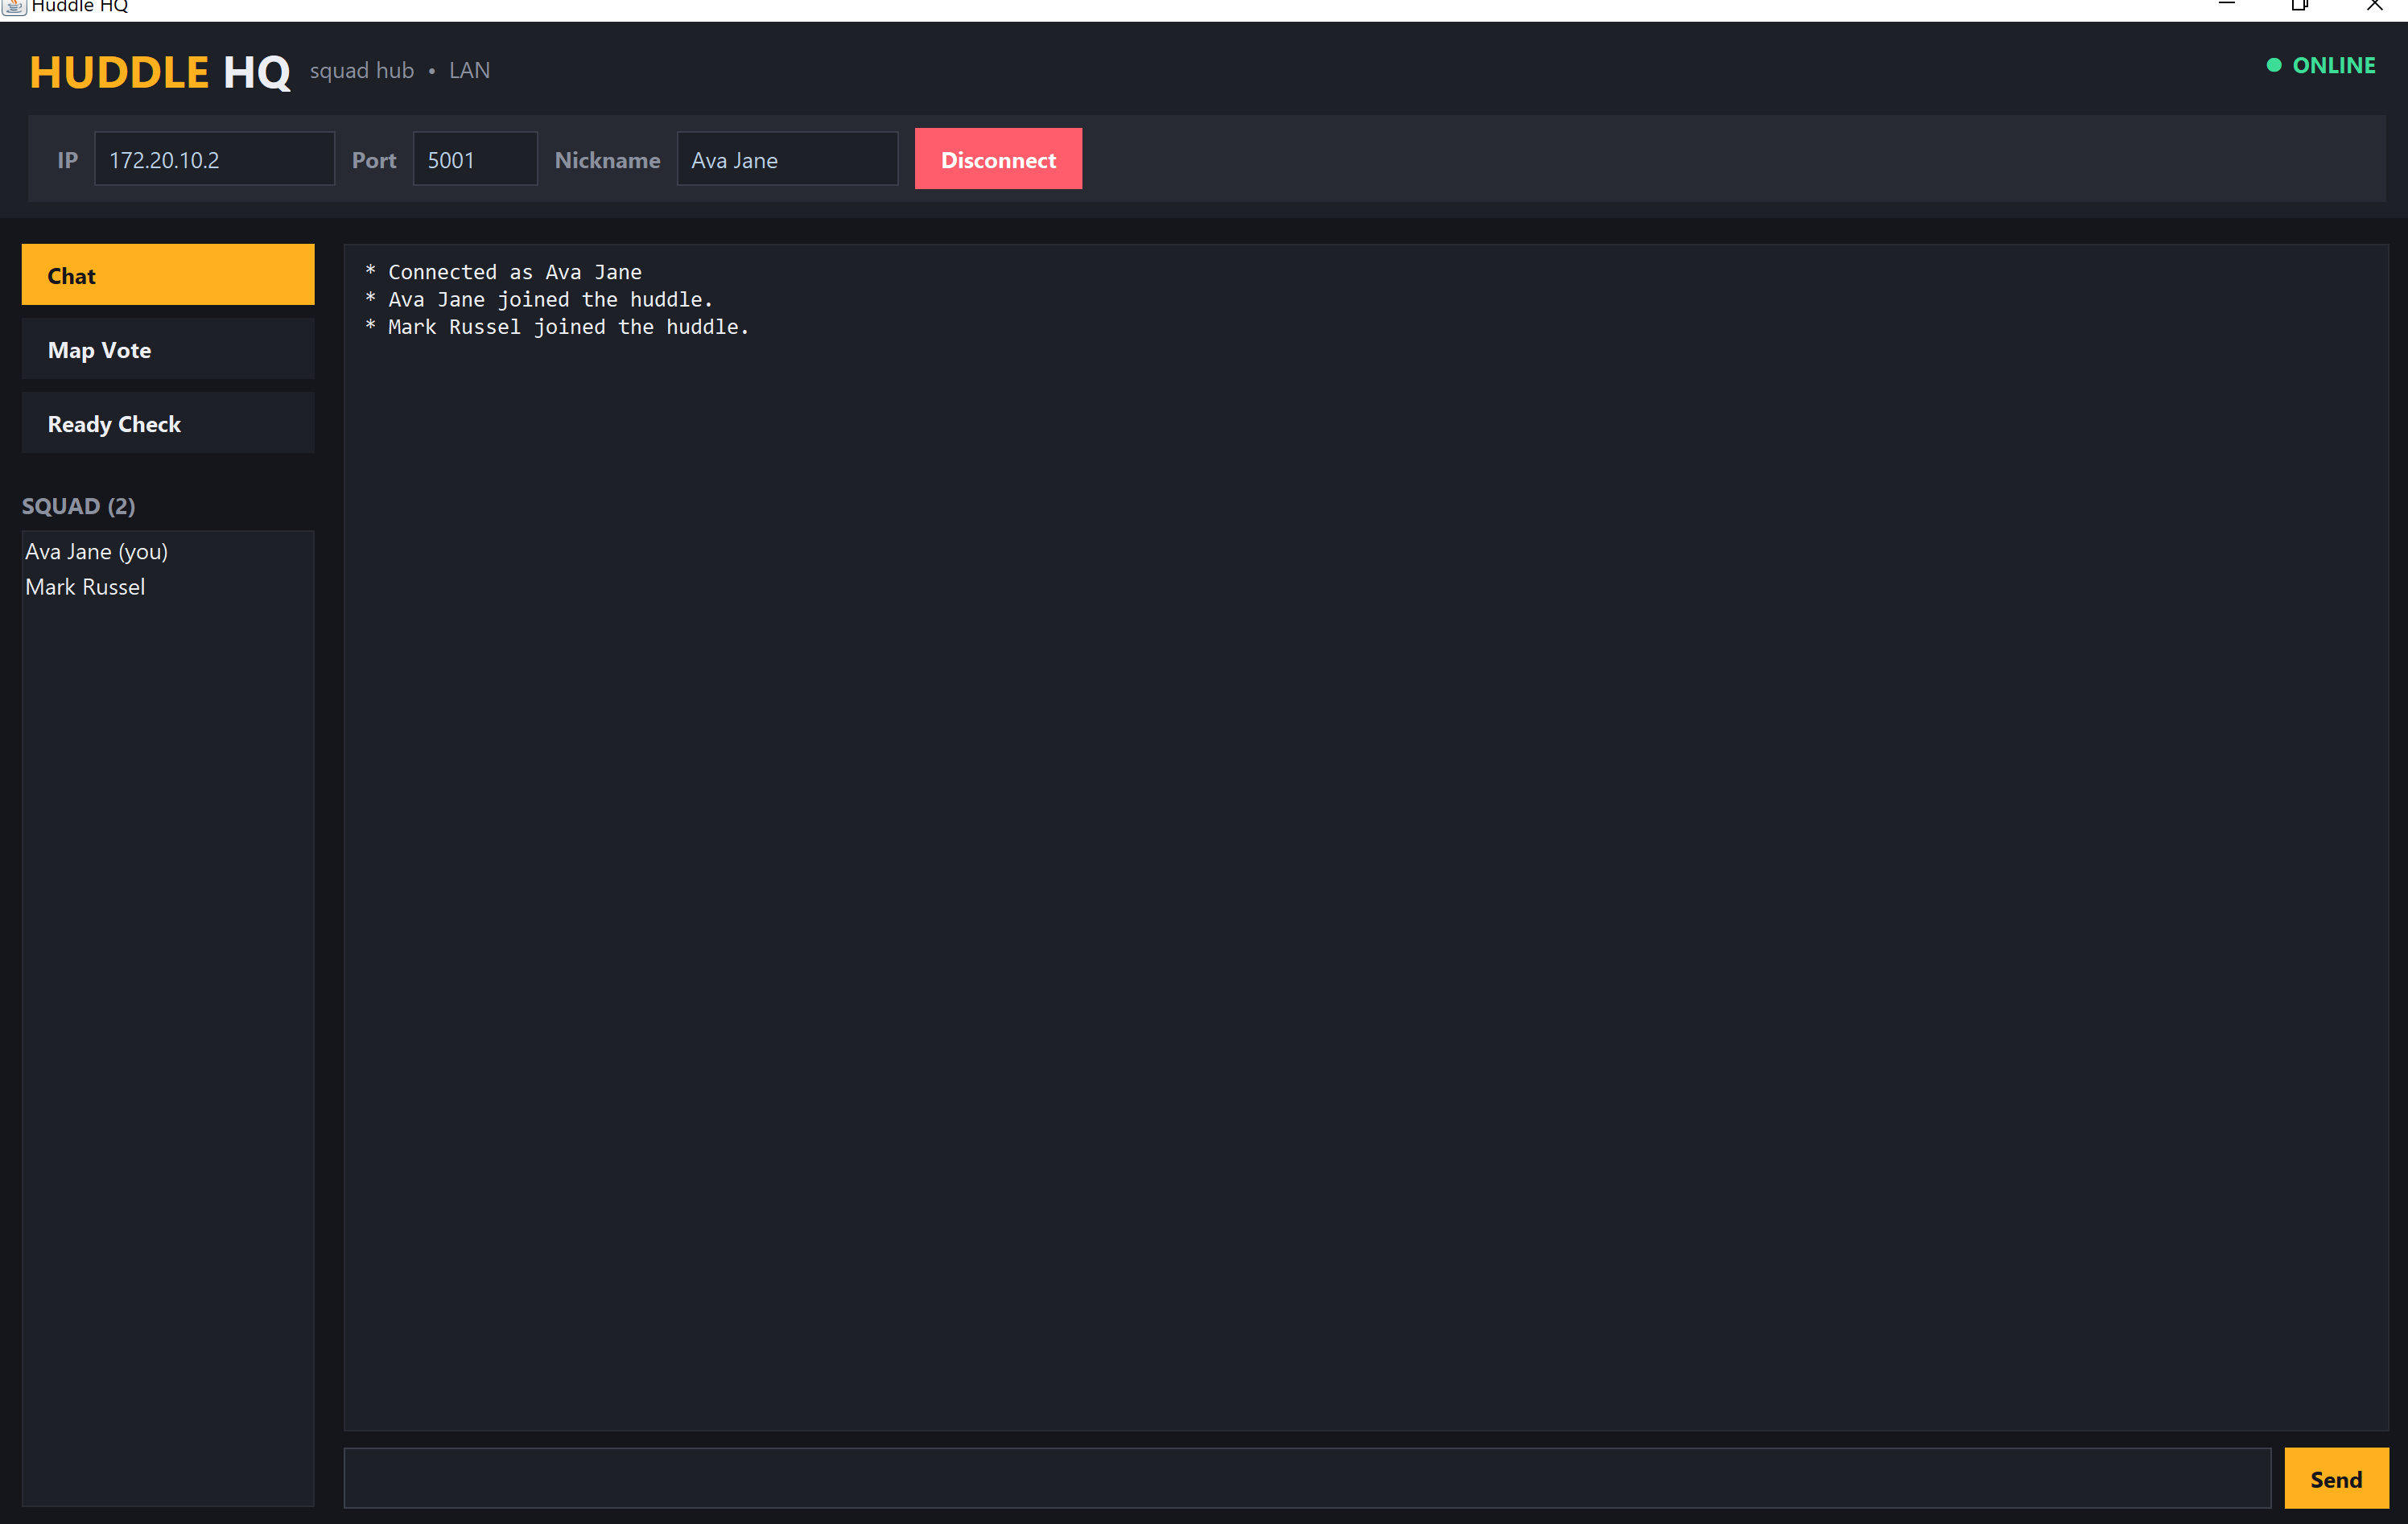 Huddle HQ
HUDDLE HQ squad hub • LAN
ONLINE
IP 172.20.10.2 Port 5001 Nickname Ava Jane Disconnect
Chat
Map Vote
Ready Check
SQUAD (2)
Ava Jane (you)
Mark Russel
* Connected as Ava Jane
* Ava Jane joined the huddle.
* Mark Russel joined the huddle.
Send